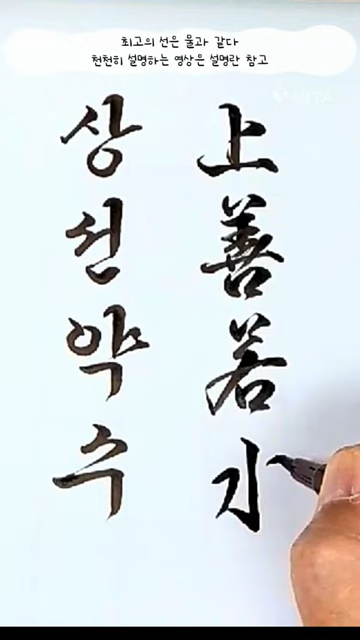 최고의 선은 물과 같다
천천히 설명하는 영상은 설명란 참고
上善若水
상선약수